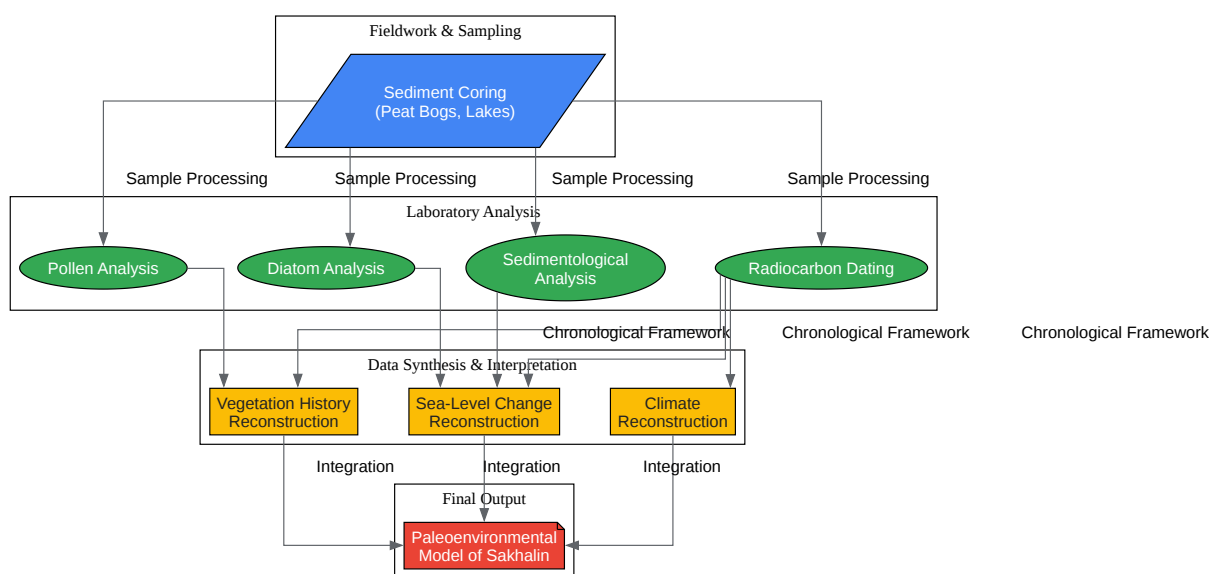 Fieldwork & Sampling
Sediment Coring
(Peat Bogs, Lakes)
Sample Processing
Sample Processing
Sample Processing
Sample Processing
Laboratory Analysis
Pollen Analysis
Diatom Analysis
Sedimentological
Analysis
Radiocarbon Dating
Chronological Framework
Chronological Framework
Chronological Framework
Data Synthesis & Interpretation
Vegetation History
Reconstruction
Sea-Level Change
Reconstruction
Climate
Reconstruction
Integration
Integration
Integration
Final Output
Paleoenvironmental
Model of Sakhalin